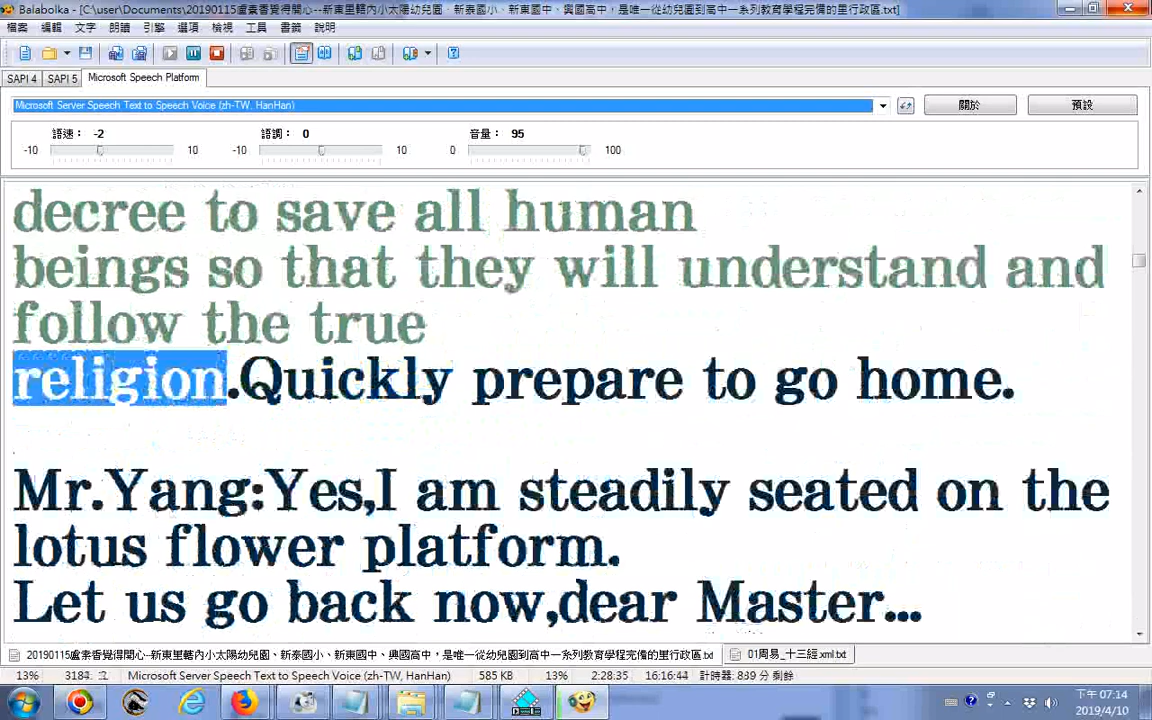 Balabolka - [C:\user\Documents\20190115盧素香覺得開心--新東里轄內小太陽幼兒園、新泰國小、新東國中、興國高中，是唯一從幼兒園到高中一系列教育學程完備的里行政區.txt]
檔案 編輯 文字 朗讀 引擎 選項 檢視 工具 書籤 說明
SAPI 4 SAPI 5 Microsoft Speech Platform
Microsoft Server Speech Text to Speech Voice (zh-TW, HanHan) 關於 預設
語速： -2 語調： 0 音量： 95
-10 10 -10 10 0 100
decree to save all human
beings so that they will understand and
follow the true
religion.Quickly prepare to go home.
Mr.Yang:Yes,I am steadily seated on the
lotus flower platform.
Let us go back now,dear Master...
20190115盧素香覺得開心--新東里轄內小太陽幼兒園、新泰國小、新東國中、興國高中，是唯一從幼兒園到高中一系列教育學程完備的里行政區.txt 01周易_十三經.xml.txt
13% Microsoft Server Speech Text to Speech Voice (zh-TW, HanHan) 585 KB 13% 2:28:35 16:16:44 計時器: 839 分 剩餘
下午 07:14
2019/4/10